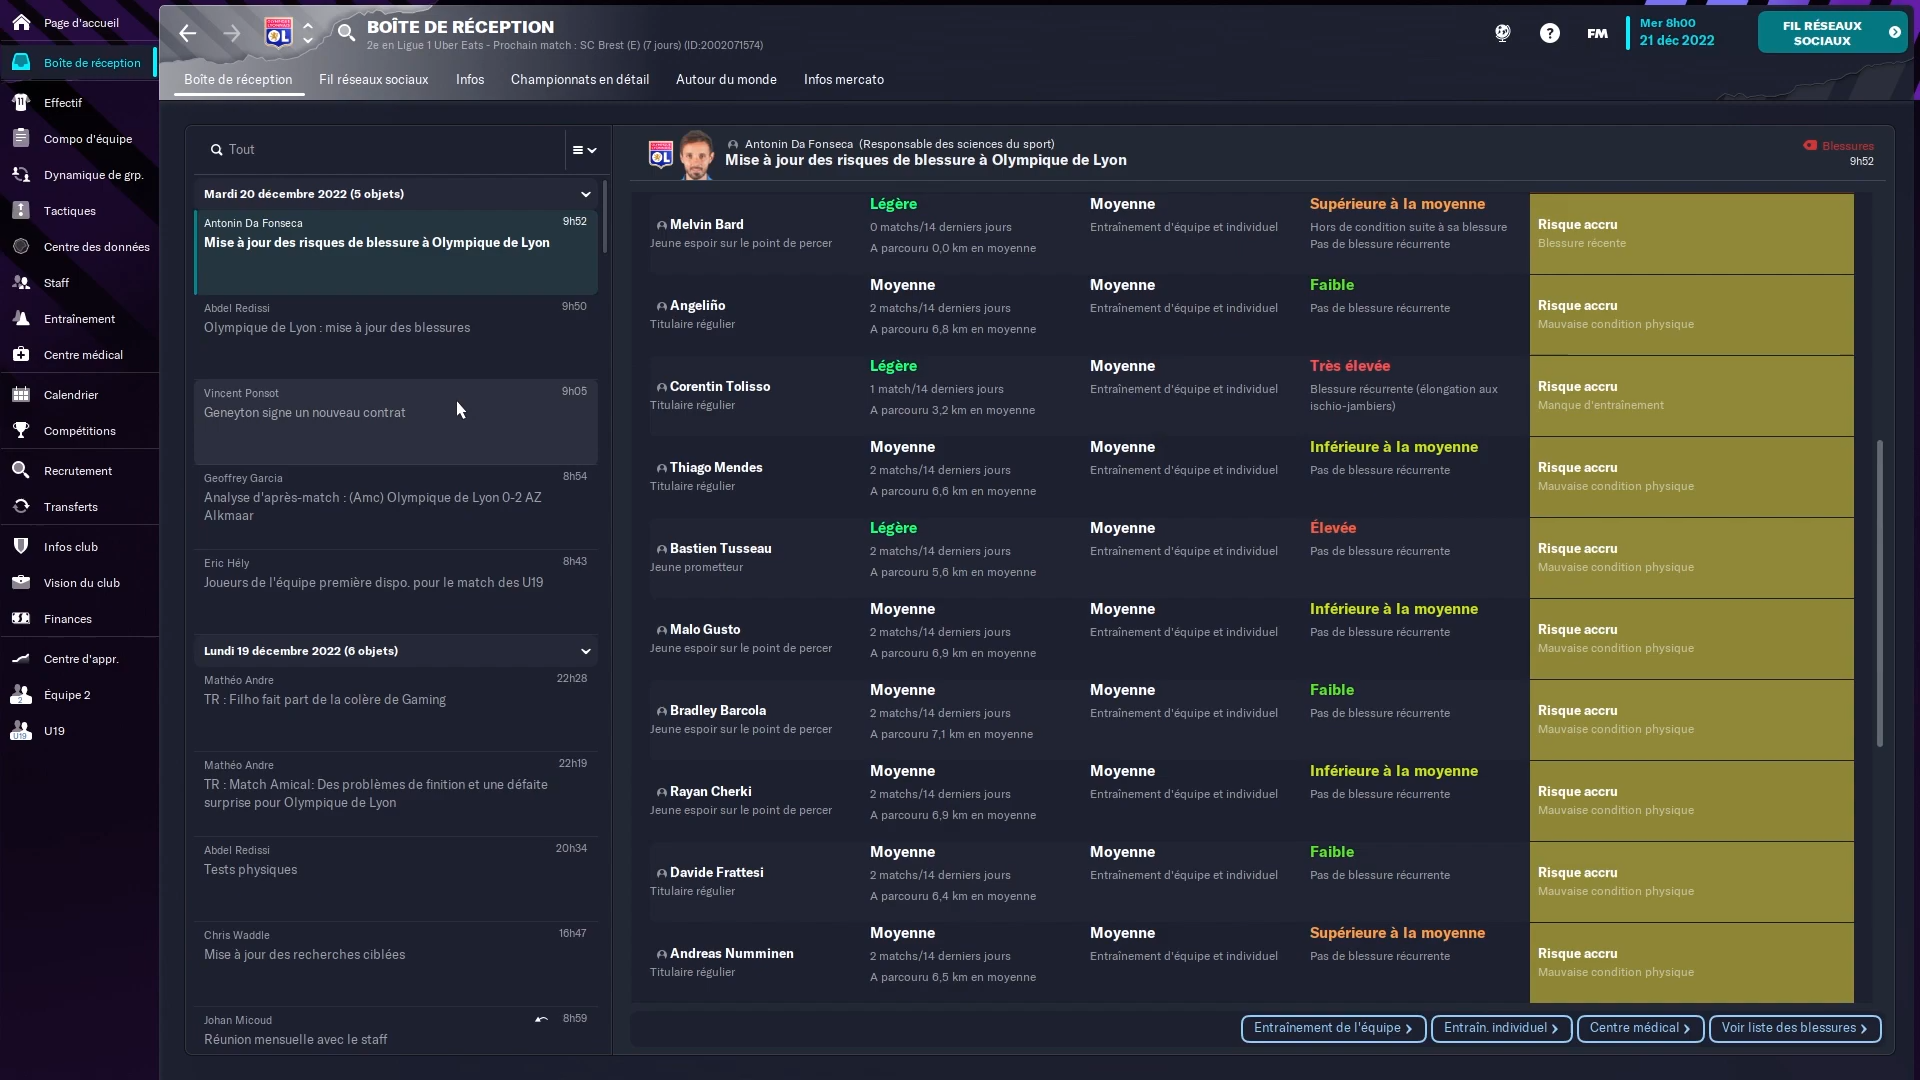 Page d'accueil
Boîte de réception
Effectif
Compo d'équipe
Dynamique de grp.
Tactiques
Centre des données
Staff
Entraînement
Centre médical
Calendrier
Compétitions
Recrutement
Transferts
Infos club
Vision du club
Finances
Centre d'appr.
Équipe 2
U19
BOÎTE DE RÉCEPTION
2e en Ligue 1 Uber Eats - Prochain match : SC Brest (E) (7 jours) (ID:2002071574)
FM
Mer 8h00
21 déc 2022
FIL RÉSEAUX
SOCIAUX
Boîte de réception
Fil réseaux sociaux
Infos
Championnats en détail
Autour du monde
Infos mercato
Tout
Mardi 20 décembre 2022 (5 objets)
Antonin Da Fonseca 9h52
Mise à jour des risques de blessure à Olympique de Lyon
Abdel Redissi 9h50
Olympique de Lyon : mise à jour des blessures
Vincent Ponsot 9h05
Geneyton signe un nouveau contrat
Geoffrey Garcia 8h54
Analyse d'après-match : (Amc) Olympique de Lyon 0-2 AZ
Alkmaar
Eric Hély 8h43
Joueurs de l'équipe première dispo. pour le match des U19
Lundi 19 décembre 2022 (6 objets)
Mathéo Andre 22h28
TR : Filho fait part de la colère de Gaming
Mathéo Andre 22h19
TR : Match Amical: Des problèmes de finition et une défaite
surprise pour Olympique de Lyon
Abdel Redissi 20h34
Tests physiques
Chris Waddle 16h47
Mise à jour des recherches ciblées
Johan Micoud 8h59
Réunion mensuelle avec le staff
Antonin Da Fonseca (Responsable des sciences du sport)
Mise à jour des risques de blessure à Olympique de Lyon
Blessures
9h52
Melvin Bard
Jeune espoir sur le point de percer
Légère
0 matchs/14 derniers jours
A parcouru 0,0 km en moyenne
Moyenne
Entraînement d'équipe et individuel
Supérieure à la moyenne
Hors de condition suite à sa blessure
Pas de blessure récurrente
Risque accru
Blessure récente
Angeliño
Titulaire régulier
Moyenne
2 matchs/14 derniers jours
A parcouru 6,8 km en moyenne
Moyenne
Entraînement d'équipe et individuel
Faible
Pas de blessure récurrente
Risque accru
Mauvaise condition physique
Corentin Tolisso
Titulaire régulier
Légère
1 match/14 derniers jours
A parcouru 3,2 km en moyenne
Moyenne
Entraînement d'équipe et individuel
Très élevée
Blessure récurrente (élongation aux
ischio-jambiers)
Risque accru
Manque d'entraînement
Thiago Mendes
Titulaire régulier
Moyenne
2 matchs/14 derniers jours
A parcouru 6,6 km en moyenne
Moyenne
Entraînement d'équipe et individuel
Inférieure à la moyenne
Pas de blessure récurrente
Risque accru
Mauvaise condition physique
Bastien Tusseau
Jeune prometteur
Légère
2 matchs/14 derniers jours
A parcouru 5,6 km en moyenne
Moyenne
Entraînement d'équipe et individuel
Élevée
Pas de blessure récurrente
Risque accru
Mauvaise condition physique
Malo Gusto
Jeune espoir sur le point de percer
Moyenne
2 matchs/14 derniers jours
A parcouru 6,9 km en moyenne
Moyenne
Entraînement d'équipe et individuel
Inférieure à la moyenne
Pas de blessure récurrente
Risque accru
Mauvaise condition physique
Bradley Barcola
Jeune espoir sur le point de percer
Moyenne
2 matchs/14 derniers jours
A parcouru 7,1 km en moyenne
Moyenne
Entraînement d'équipe et individuel
Faible
Pas de blessure récurrente
Risque accru
Mauvaise condition physique
Rayan Cherki
Jeune espoir sur le point de percer
Moyenne
2 matchs/14 derniers jours
A parcouru 6,9 km en moyenne
Moyenne
Entraînement d'équipe et individuel
Inférieure à la moyenne
Pas de blessure récurrente
Risque accru
Mauvaise condition physique
Davide Frattesi
Titulaire régulier
Moyenne
2 matchs/14 derniers jours
A parcouru 6,4 km en moyenne
Moyenne
Entraînement d'équipe et individuel
Faible
Pas de blessure récurrente
Risque accru
Mauvaise condition physique
Andreas Numminen
Titulaire régulier
Moyenne
2 matchs/14 derniers jours
A parcouru 6,5 km en moyenne
Moyenne
Entraînement d'équipe et individuel
Supérieure à la moyenne
Pas de blessure récurrente
Risque accru
Mauvaise condition physique
Entraînement de l'équipe
Entraîn. individuel
Centre médical
Voir liste des blessures